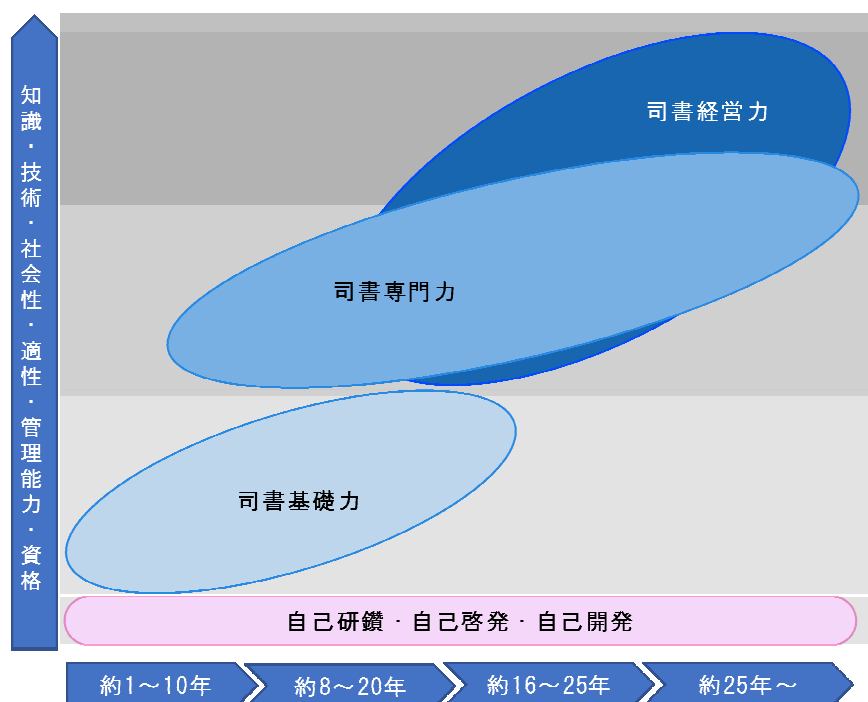 知識・技術・社会性・適性・管理能力・資格
司書経営力
司書専門力
司書基礎力
自己研鑽・自己啓発・自己開発
約1～10年
約8～20年
約16～25年
約25年～